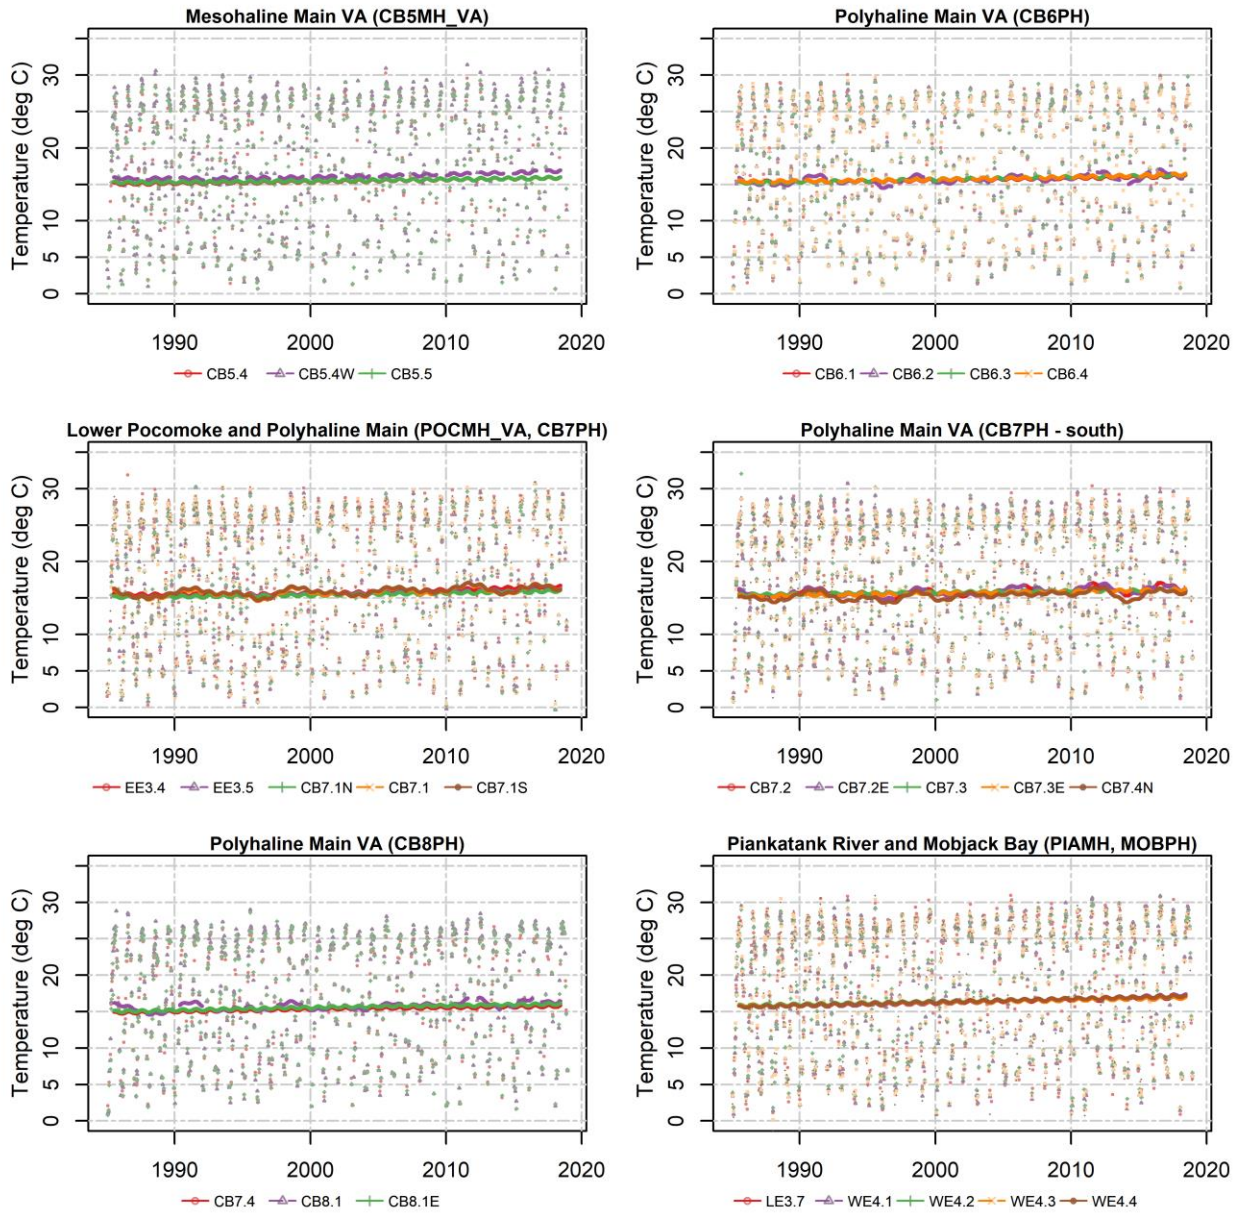 Mesohaline Main VA (CB5MH_VA)
Temperature (deg C)
30
20
10
5
0
1990 2000 2010 2020
CB5.4 CB5.4W CB5.5
Polyhaline Main VA (CB6PH)
Temperature (deg C)
30
20
10
5
0
1990 2000 2010 2020
CB6.1 CB6.2 CB6.3 CB6.4
Lower Pocomoke and Polyhaline Main (POCMH_VA, CB7PH)
Temperature (deg C)
30
20
10
5
0
1990 2000 2010 2020
EE3.4 EE3.5 CB7.1N CB7.1 CB7.1S
Polyhaline Main VA (CB7PH - south)
Temperature (deg C)
30
20
10
5
0
1990 2000 2010 2020
CB7.2 CB7.2E CB7.3 CB7.3E CB7.4N
Polyhaline Main VA (CB8PH)
Temperature (deg C)
30
20
10
5
0
1990 2000 2010 2020
CB7.4 CB8.1 CB8.1E
Piankatank River and Mobjack Bay (PIAMH, MOBPH)
Temperature (deg C)
30
20
10
5
0
1990 2000 2010 2020
LE3.7 WE4.1 WE4.2 WE4.3 WE4.4